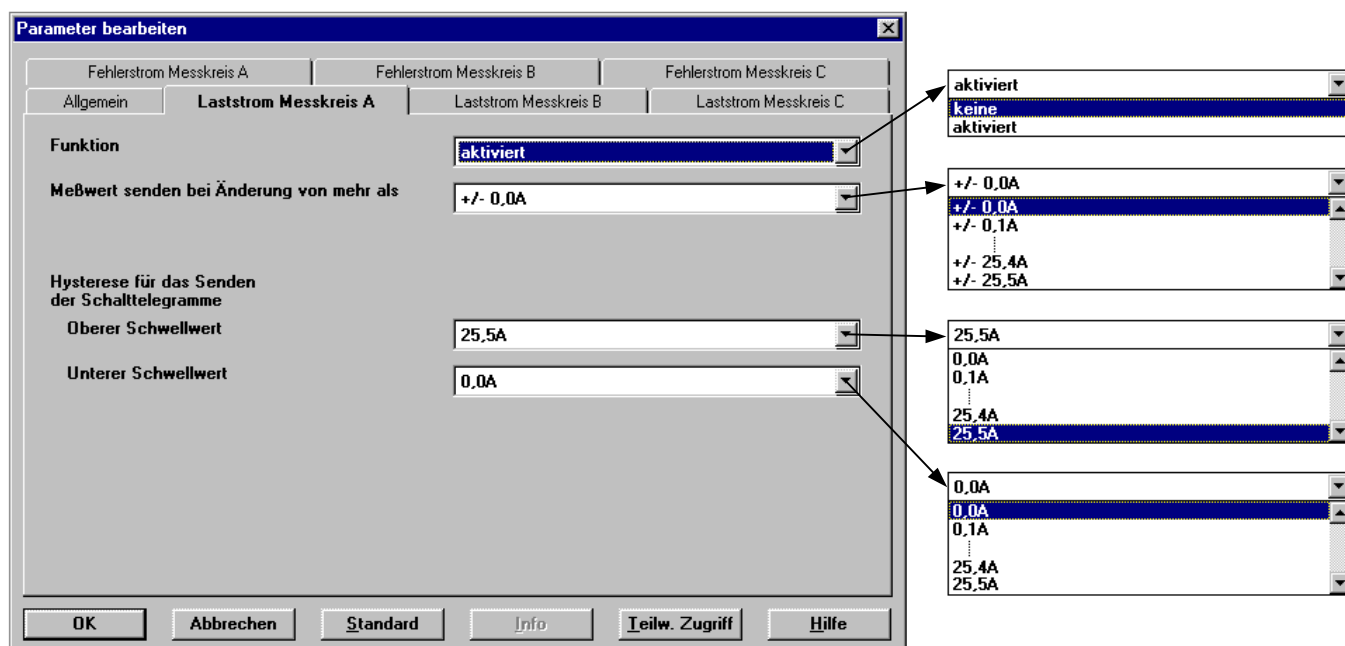 Parameter bearbeiten
Fehlerstrom Messkreis A
Fehlerstrom Messkreis B
Fehlerstrom Messkreis C
Allgemein
Laststrom Messkreis A
Laststrom Messkreis B
Laststrom Messkreis C
Funktion
aktiviert
Meßwert senden bei Änderung von mehr als
+/- 0,0A
Hysterese für das Senden
der Schalttelegramme
Oberer Schwellwert
25,5A
Unterer Schwellwert
0,0A
OK
Abbrechen
Standard
Info
Teilw. Zugriff
Hilfe
aktiviert
keine
aktiviert
+/- 0,0A
+/- 0,0A
+/- 0,1A
+/- 25,4A
+/- 25,5A
25,5A
0,0A
0,1A
25,4A
25,5A
0,0A
0,0A
0,1A
25,4A
25,5A